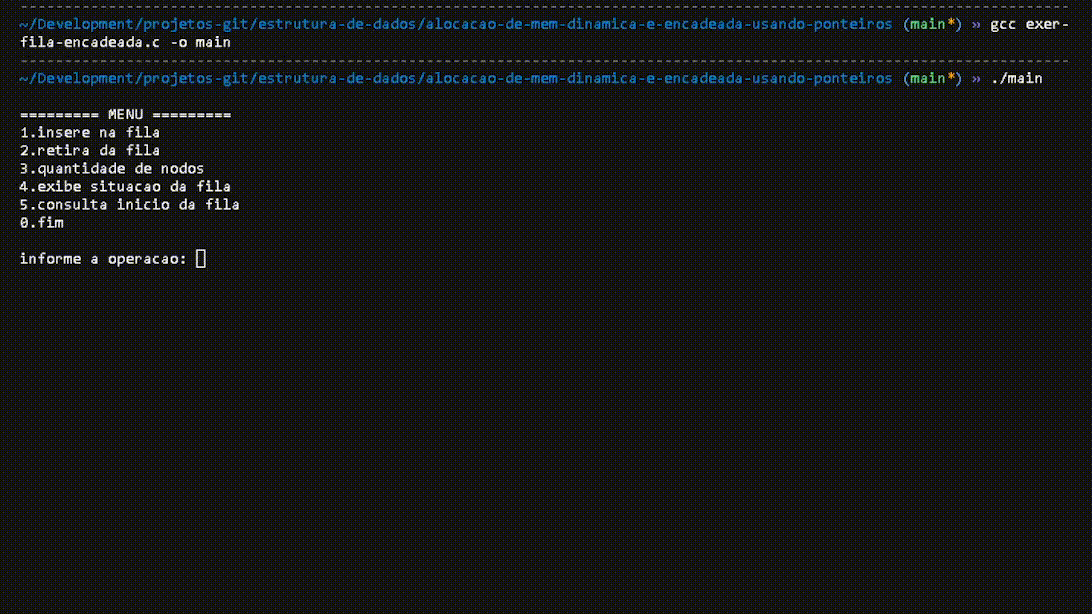 ~/Development/projetos-git/estrutura-de-dados/alocacao-de-mem-dinamica-e-encadeada-usando-ponteiros (main*) » gcc exer-
fila-encadeada.c -o main
~/Development/projetos-git/estrutura-de-dados/alocacao-de-mem-dinamica-e-encadeada-usando-ponteiros (main*) » ./main
========= MENU =========
1.insere na fila
2.retira da fila
3.quantidade de nodos
4.exibe situacao da fila
5.consulta inicio da fila
0.fim
informe a operacao: